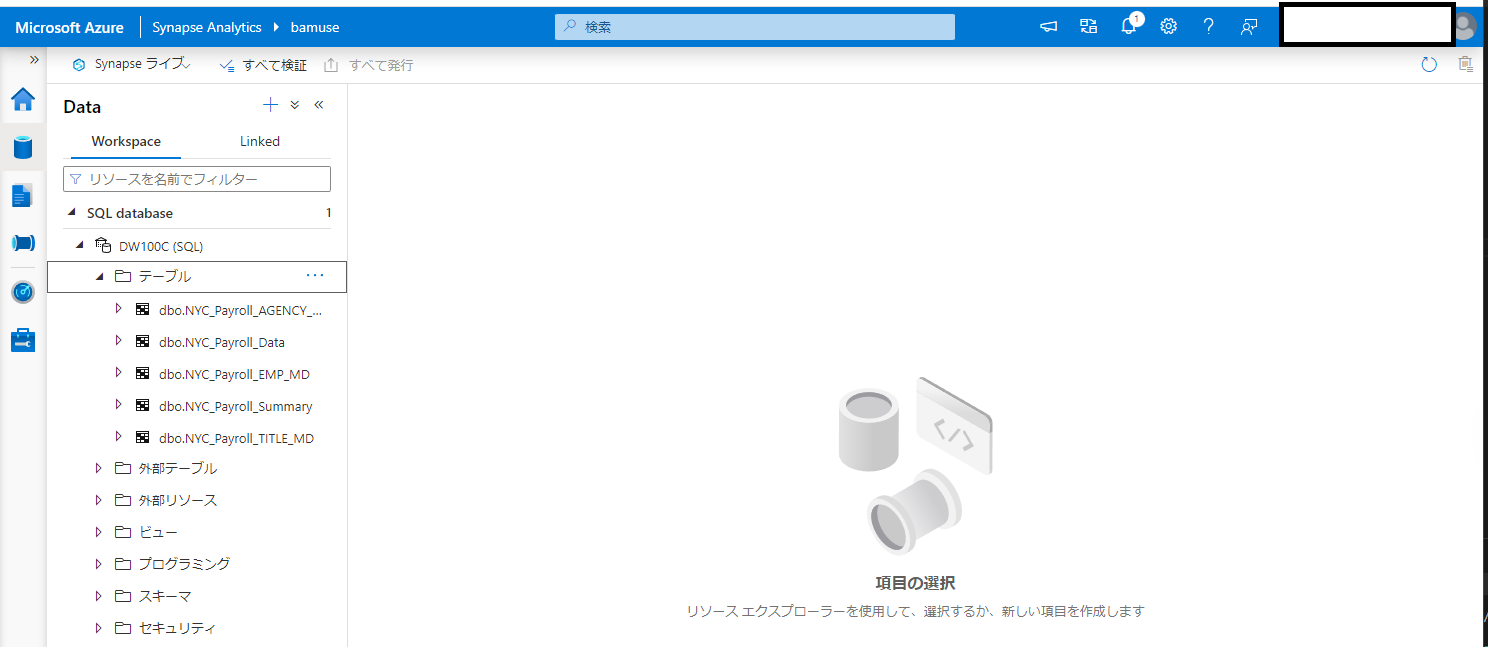 Microsoft Azure Synapse Analytics bamuse 検索 1
Synapse ライブ すべて検証 すべて発行
Data
Workspace Linked
リソースを名前でフィルター
SQL database 1
DW100C (SQL)
テーブル ...
dbo.NYC_Payroll_AGENCY_...
dbo.NYC_Payroll_Data
dbo.NYC_Payroll_EMP_MD
dbo.NYC_Payroll_Summary
dbo.NYC_Payroll_TITLE_MD
外部テーブル
外部リソース
ビュー
プログラミング
スキーマ
セキュリティ
項目の選択
リソース エクスプローラーを使用して、選択するか、新しい項目を作成します